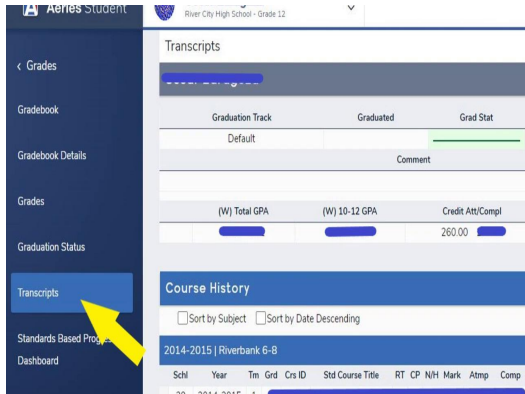 Aeries Student
River City High School - Grade 12
Transcripts
< Grades
Gradebook
Gradebook Details
Grades
Graduation Status
Transcripts
Standards Based
Dashboard
Graduation Track Graduated Grad Stat
Default
Comment
(W) Total GPA (W) 10-12 GPA Credit Att/Compl
260.00
Course History
Sort by Subject Sort by Date Descending
2014-2015 | Riverbank 6-8
Schl Year Tm Grd Crs ID Std Course Title RT CP N/H Mark Atmp Comp